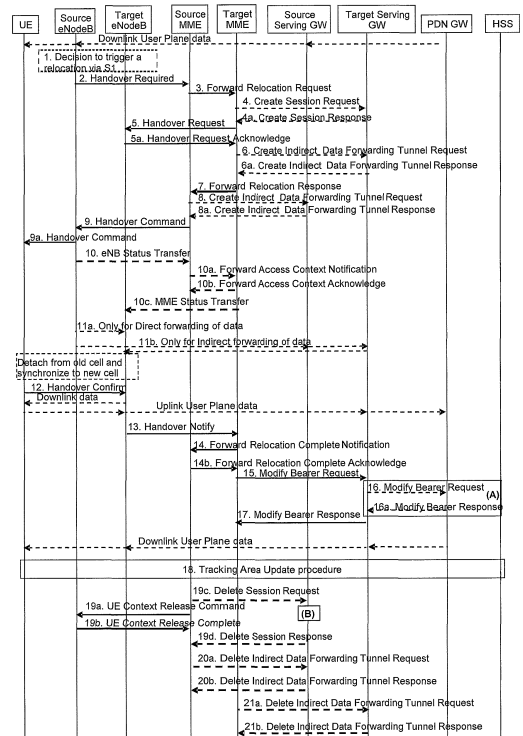 UE
Source
eNodeB
Target
eNodeB
Source
MME
Target
MME
Source
Serving GW
Target Serving
GW
PDN GW
HSS
Downlink User Plane data
1. Decision to trigger a
relocation via S1
2. Handover Required
3. Forward Relocation Request
4. Create Session Request
4a. Create Session Response
5. Handover Request
5a. Handover Request Acknowledge
6. Create Indirect Data Forwarding Tunnel Request
6a. Create Indirect Data Forwarding Tunnel Response
7. Forward Relocation Response
8. Create Indirect Data Forwarding Tunnel Request
8a. Create Indirect Data Forwarding Tunnel Response
9. Handover Command
9a. Handover Command
10. eNB Status Transfer
10a. Forward Access Context Notification
10b. Forward Access Context Acknowledge
10c. MME Status Transfer
11a. Only for Direct forwarding of data
11b. Only for Indirect forwarding of data
Detach from old cell and
synchronize to new cell
12. Handover Confirm
Downlink data
Uplink User Plane data
13. Handover Notify
14. Forward Relocation Complete Notification
14b. Forward Relocation Complete Acknowledge
15. Modify Bearer Request
16. Modify Bearer Request
(A)
16a. Modify Bearer Response
17. Modify Bearer Response
Downlink User Plane data
18. Tracking Area Update procedure
19c. Delete Session Request
19a. UE Context Release Command
(B)
19b. UE Context Release Complete
19d. Delete Session Response
20a. Delete Indirect Data Forwarding Tunnel Request
20b. Delete Indirect Data Forwarding Tunnel Response
21a. Delete Indirect Data Forwarding Tunnel Request
21b. Delete Indirect Data Forwarding Tunnel Response